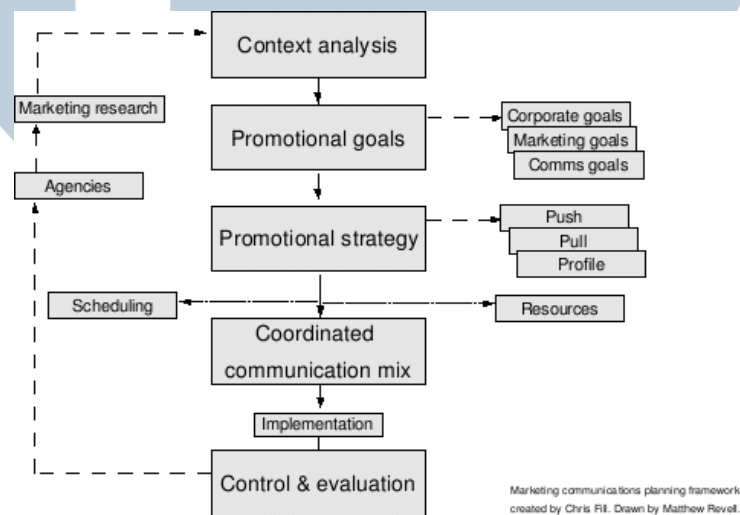 Context analysis
Marketing research
Promotional goals
Corporate goals
Marketing goals
Comms goals
Agencies
Promotional strategy
Push
Pull
Profile
Scheduling
Resources
Coordinated
communication mix
Implementation
Control & evaluation
Marketing communications planning framework
created by Chris Fill. Drawn by Matthew Revell.